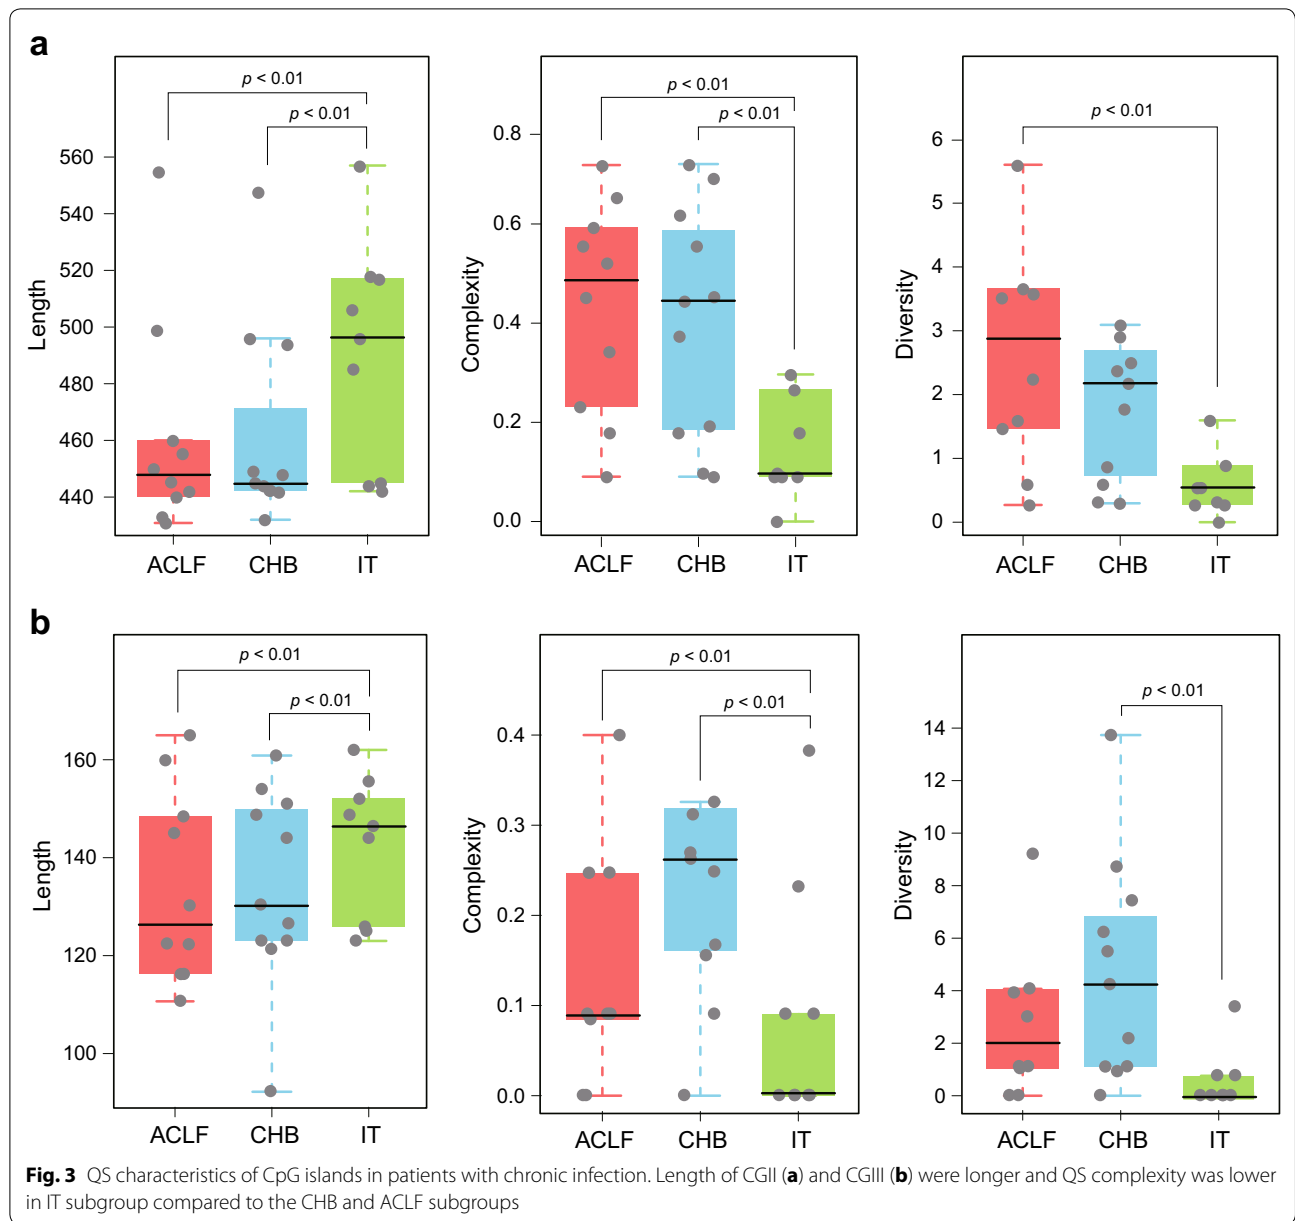 a
p < 0.01
p < 0.01
Length
560
540
520
500
480
460
440
ACLF CHB IT
p < 0.01
p < 0.01
Complexity
0.8
0.6
0.4
0.2
0.0
ACLF CHB IT
p < 0.01
Diversity
6
5
4
3
2
1
0
ACLF CHB IT
b
p < 0.01
p < 0.01
Length
160
140
120
100
ACLF CHB IT
p < 0.01
p < 0.01
Complexity
0.4
0.3
0.2
0.1
0.0
ACLF CHB IT
p < 0.01
Diversity
14
12
10
8
6
4
2
0
ACLF CHB IT
Fig. 3 QS characteristics of CpG islands in patients with chronic infection. Length of CGII (a) and CGIII (b) were longer and QS complexity was lower
in IT subgroup compared to the CHB and ACLF subgroups